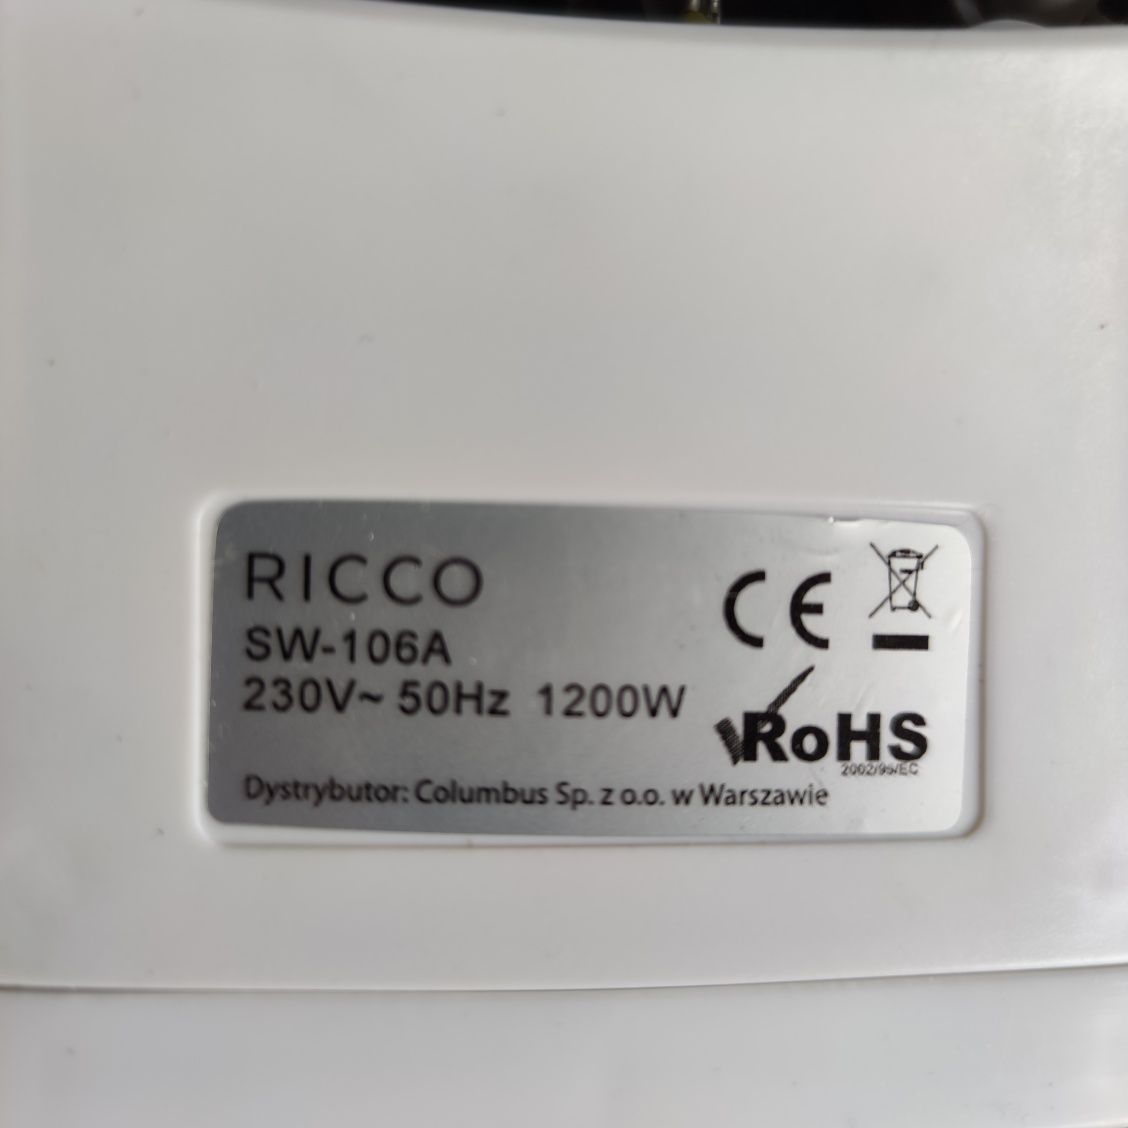 RICCO
SW-106A
230V~ 50Hz 1200W
CE
RoHS
2002/95/EC
Dystrybutor: Columbus Sp. z o.o. w Warszawie